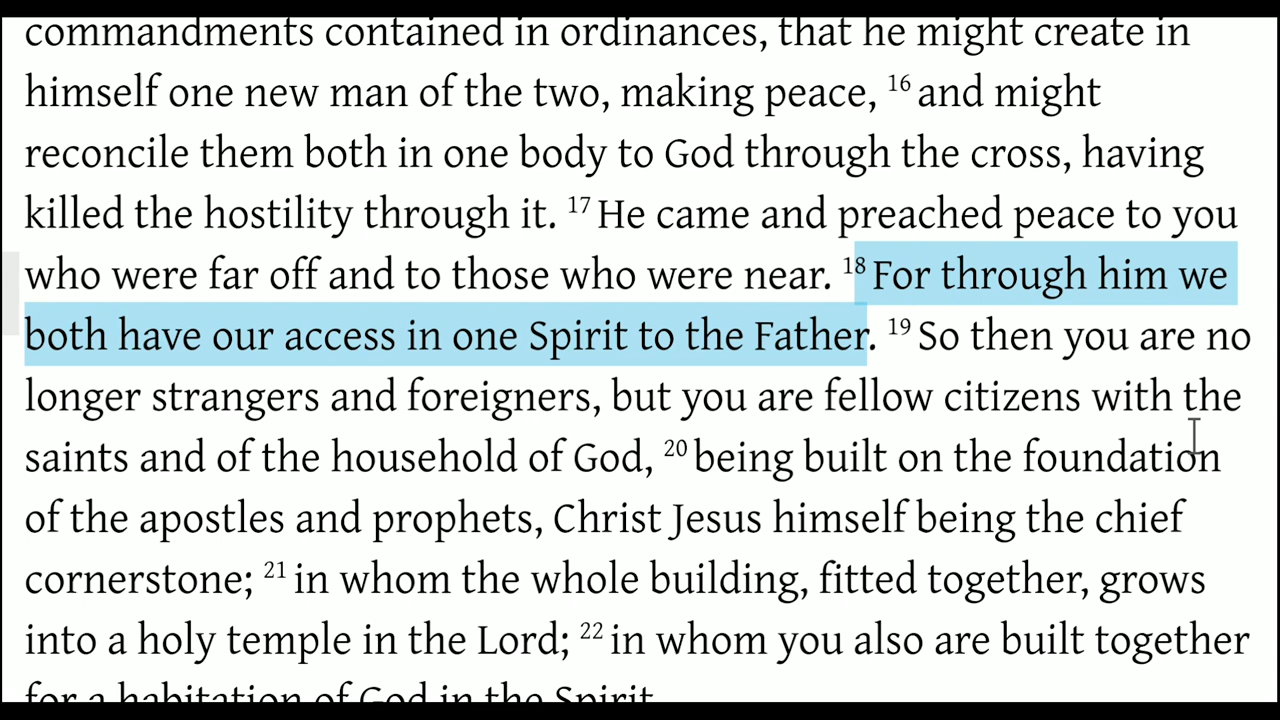 commandments contained in ordinances, that he might create in
himself one new man of the two, making peace, 16 and might
reconcile them both in one body to God through the cross, having
killed the hostility through it. 17 He came and preached peace to you
who were far off and to those who were near. 18 For through him we
both have our access in one Spirit to the Father. 19 So then you are no
longer strangers and foreigners, but you are fellow citizens with the
saints and of the household of God, 20 being built on the foundation
of the apostles and prophets, Christ Jesus himself being the chief
cornerstone; 21 in whom the whole building, fitted together, grows
into a holy temple in the Lord; 22 in whom you also are built together
for a habitation of God in the Spirit.